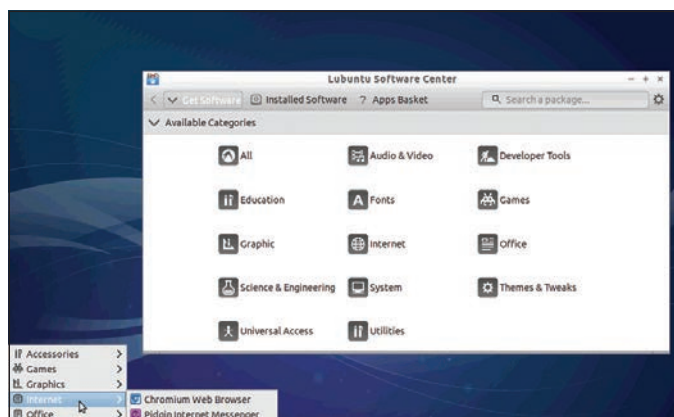 Lubuntu Software Center
Get Software Installed Software ? Apps Basket Search a package...
Available Categories
All Audio & Video Developer Tools
Education Fonts Games
Graphic Internet Office
Science & Engineering System Themes & Tweaks
Universal Access Utilities
Accessories
Games
Graphics
Internet Chromium Web Browser
Office Pidgin Internet Messenger